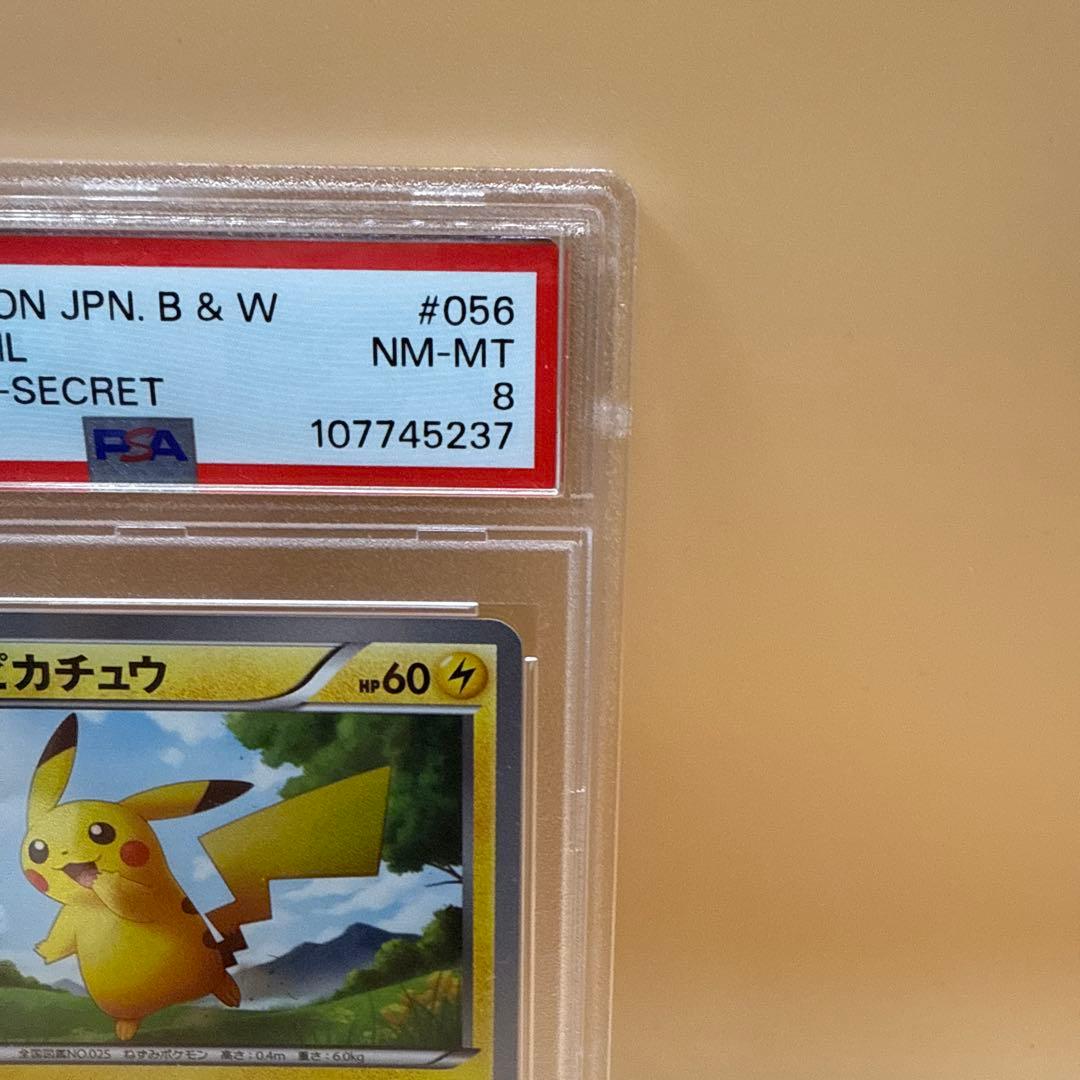 ON JPN. B & W #056
IL NM-MT
-SECRET 8
PSA 107745237
ピカチュウ HP60
全国図鑑NO.025 ねずみポケモン 高さ:0.4m 重さ:6.0kg